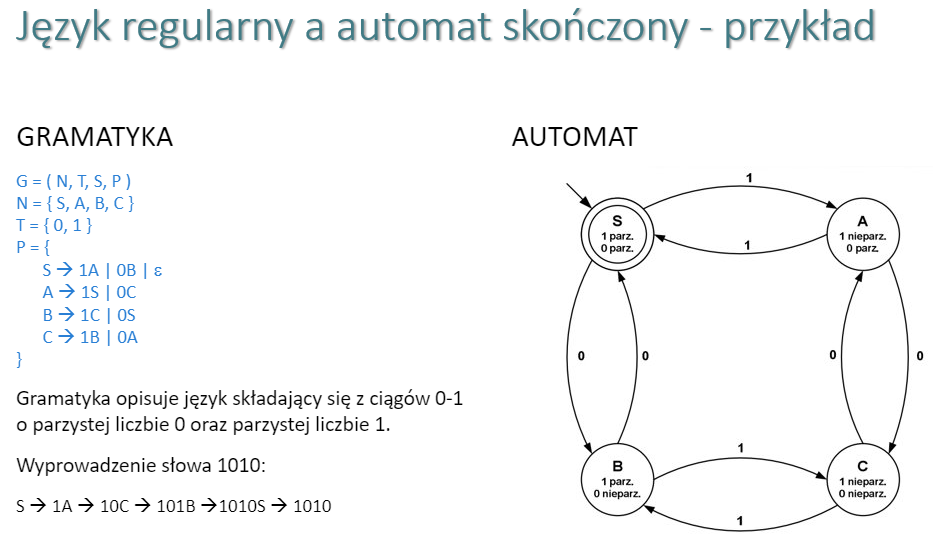 Język regularny a automat skończony - przykład
GRAMATYKA
G = ( N, T, S, P )
N = { S, A, B, C }
T = { 0, 1 }
P = {
S → 1A | 0B | ε
A → 1S | 0C
B → 1C | 0S
C → 1B | 0A
}
Gramatyka opisuje język składający się z ciągów 0-1
o parzystej liczbie 0 oraz parzystej liczbie 1.
Wyprowadzenie słowa 1010:
S → 1A → 10C → 101B →1010S → 1010
AUTOMAT
1
S
1 parz.
0 parz.
A
1 nieparz.
0 parz.
1
0
0
0
0
1
B
1 parz.
0 nieparz.
C
1 nieparz.
0 nieparz.
1